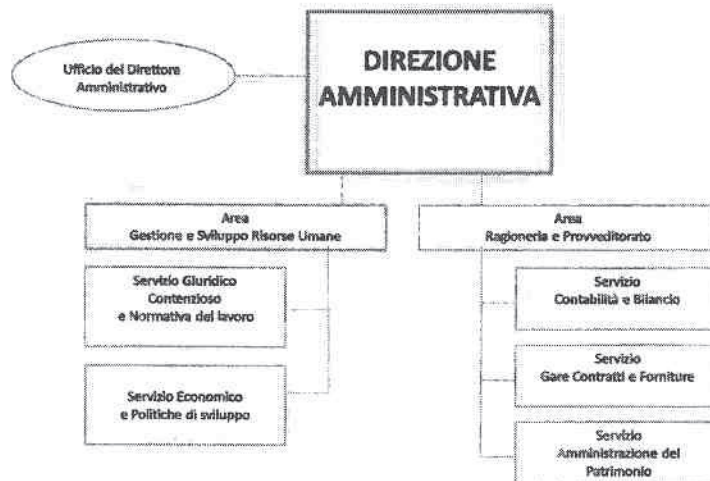 Ufficio del Direttore
Amministrativo
DIREZIONE
AMMINISTRATIVA
Area
Gestione e Sviluppo Risorse Umane
Area
Ragioneria e Provveditorato
Servizio Giuridico
Contenzioso
e Normativa del lavoro
Servizio Economico
e Politiche di sviluppo
Servizio
Contabilità e Bilancio
Servizio
Gare Contratti e Forniture
Servizio
Amministrazione del
Patrimonio